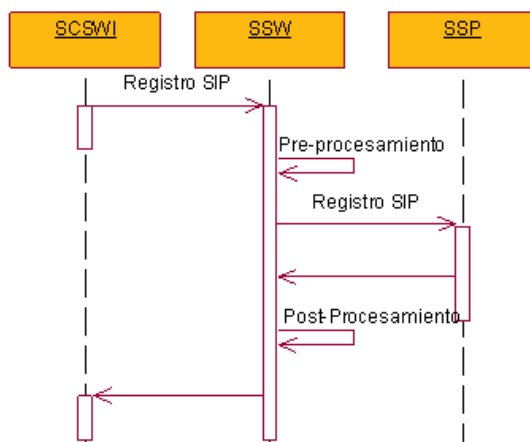 SCSWI
SSW
SSP
Registro SIP
Pre-procesamiento
Registro SIP
Post-Procesamiento